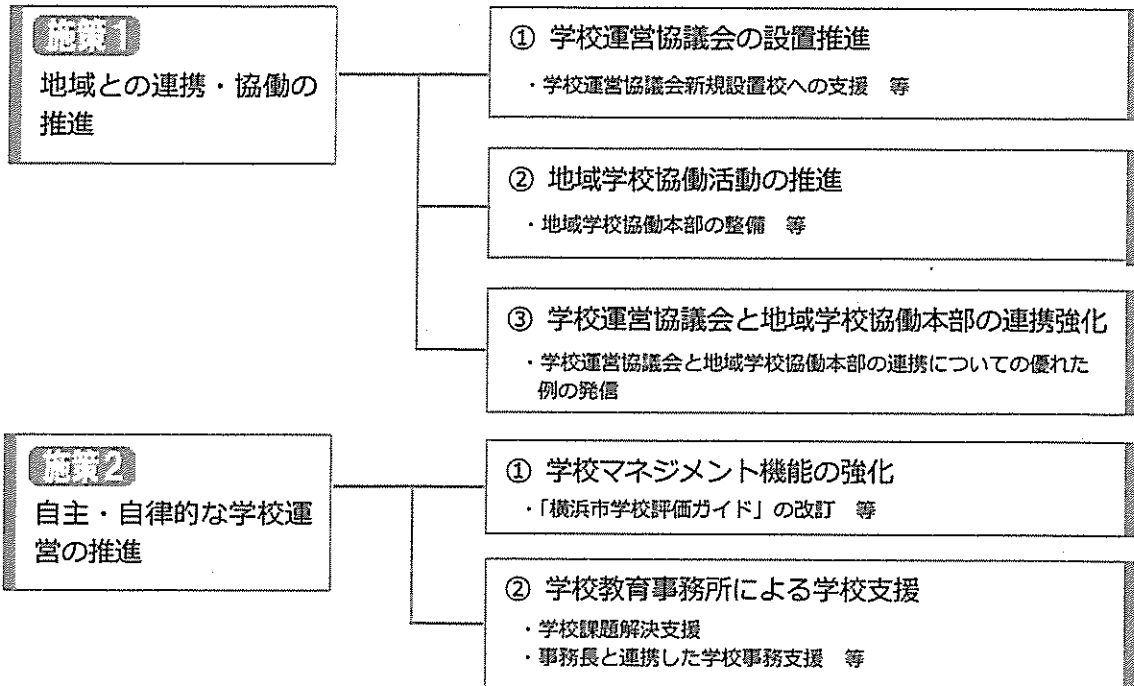 施策1
地域との連携・協働の
推進
① 学校運営協議会の設置推進
・学校運営協議会新規設置校への支援　等
② 地域学校協働活動の推進
・地域学校協働本部の整備　等
③ 学校運営協議会と地域学校協働本部の連携強化
・学校運営協議会と地域学校協働本部の連携についての優れた
例の発信
施策2
自主・自律的な学校運
営の推進
① 学校マネジメント機能の強化
・「横浜市学校評価ガイド」の改訂　等
② 学校教育事務所による学校支援
・学校課題解決支援
・事務長と連携した学校事務支援　等